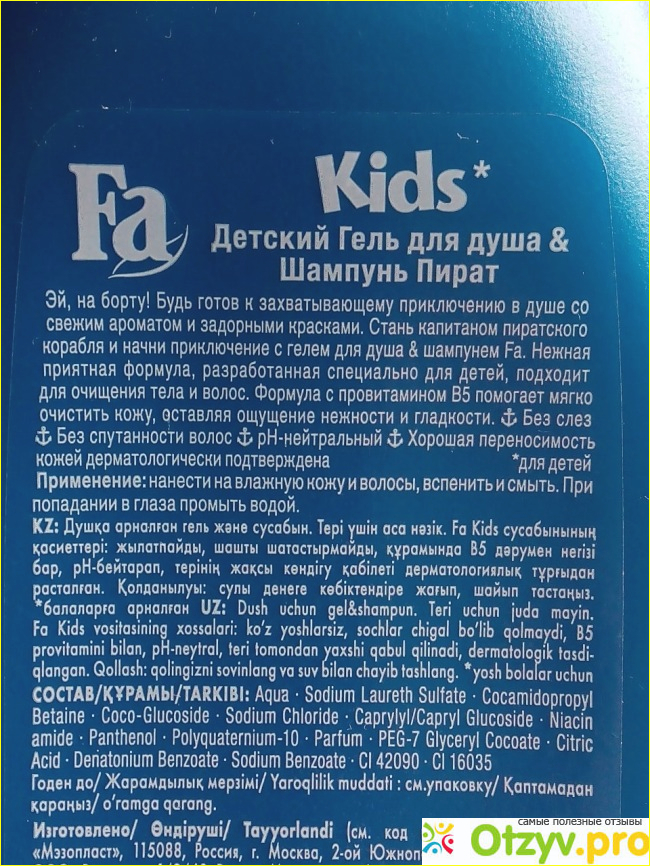 Fa
Kids*
Детский Гель для душа &
Шампунь Пират
Эй, на борту! Будь готов к захватывающему приключению в душе со
свежим ароматом и задорными красками. Стань капитаном пиратского
корабля и начни приключение с гелем для душа & шампунем Fa. Нежная
приятная формула, разработанная специально для детей, подходит
для очищения тела и волос. Формула с провитамином B5 помогает мягко
очистить кожу, оставляя ощущение нежности и гладкости. ⚓ Без слез
⚓ Без спутанности волос ⚓ pH-нейтральный ⚓ Хорошая переносимость
кожей дерматологически подтверждена *для детей
Применение: нанести на влажную кожу и волосы, вспенить и смыть. При
попадании в глаза промыть водой.
KZ: Душқа арналған гель және сусабын. Тері үшін аса нәзік. Fa Kids сусабынының
қасиеттері: жылатпайды, шашты шатастырмайды, құрамында B5 дәрумен негізі
бар, pH-бейтарап, терінің жақсы көндігу қабілеті дерматологиялық тұрғыдан
расталған. Қолданылуы: сулы денеге көбіктендіре жағып, шайып тастаңыз.
*балаларға арналған UZ: Dush uchun gel&shampun. Teri uchun juda mayin.
Fa Kids vositasining xossalari: ko'z yoshlarsiz, sochlar chigal bo'lib qolmaydi, B5
provitamini bilan, pH-neytral, teri tomondan yaxshi qabul qilinadi, dermatologik tasdi-
qlangan. Qollash: qolingizni sovinlang va suv bilan chayib tashlang. *yosh bolalar uchun
СОСТАВ/ҚҰРАМЫ/TARKIBI: Aqua · Sodium Laureth Sulfate · Cocamidopropyl
Betaine · Coco-Glucoside · Sodium Chloride · Caprylyl/Capryl Glucoside · Niacin
amide · Panthenol · Polyquaternium-10 · Parfum · PEG-7 Glyceryl Cocoate · Citric
Acid · Denatonium Benzoate · Sodium Benzoate · CI 42090 · CI 16035
Годен до/ Жарамдылық мерзімі/ Yaroqlilik muddati : см.упаковку/ Қаптамадан
қараңыз/ o'ramga qarang.
Изготовлено/ Өндіруші/ Tayyorlandi (см. код
«Мэзопласт», 115088, Россия, г. Москва, 2-ой Южнопо
самые полезные отзывы
Otzyv.pro